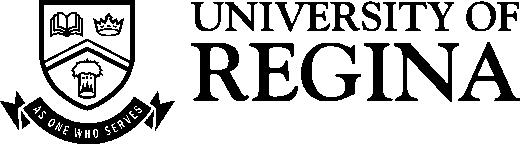 UNIVERSITY OF
REGINA
AS ONE WHO SERVES